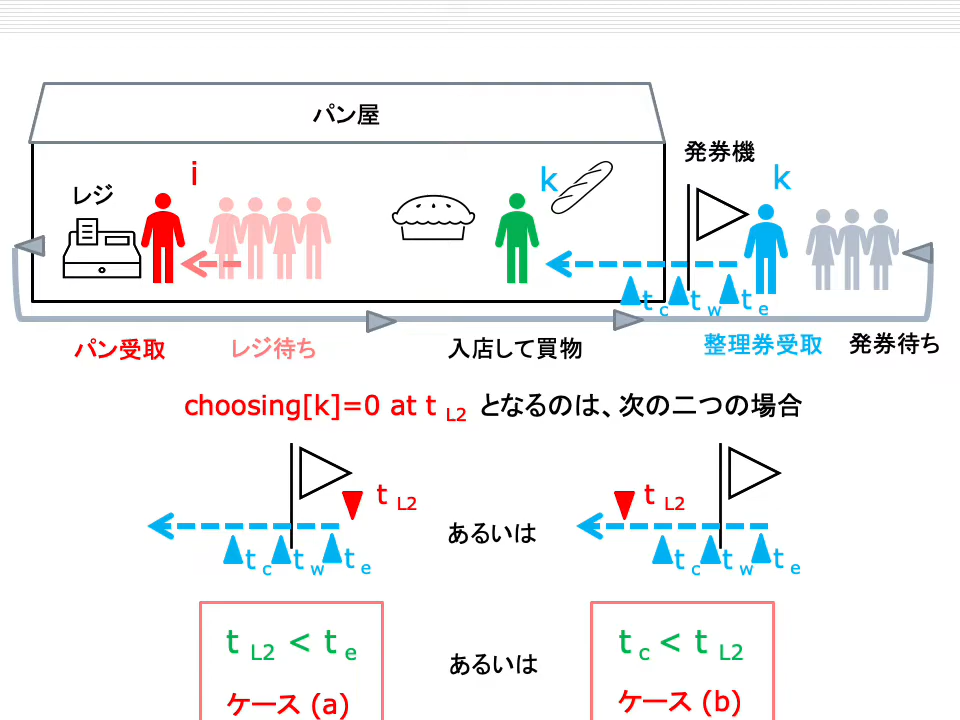 パン屋
発券機
i
k
k
レジ
t c
t w
t e
パン受取
レジ待ち
入店して買物
整理券受取
発券待ち
choosing[k]=0 at t L2 となるのは、次の二つの場合
t L2
t L2
あるいは
t c
t w
t e
t c
t w
t e
t L2 < t e
あるいは
t c < t L2
ケース (a)
ケース (b)